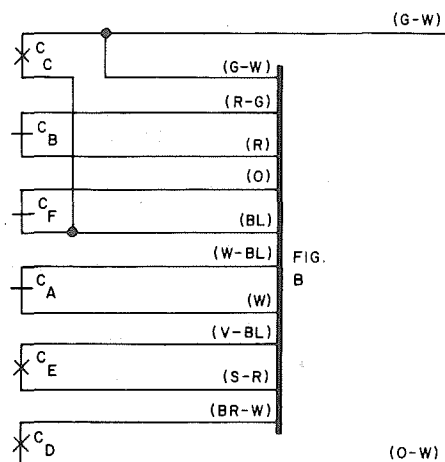 (G-W)
C C
(G-W)
(R-G)
C B
(R)
(O)
C F
(BL)
(W-BL)
FIG.
B
C A
(W)
(V-BL)
C E
(S-R)
(BR-W)
C D
(O-W)